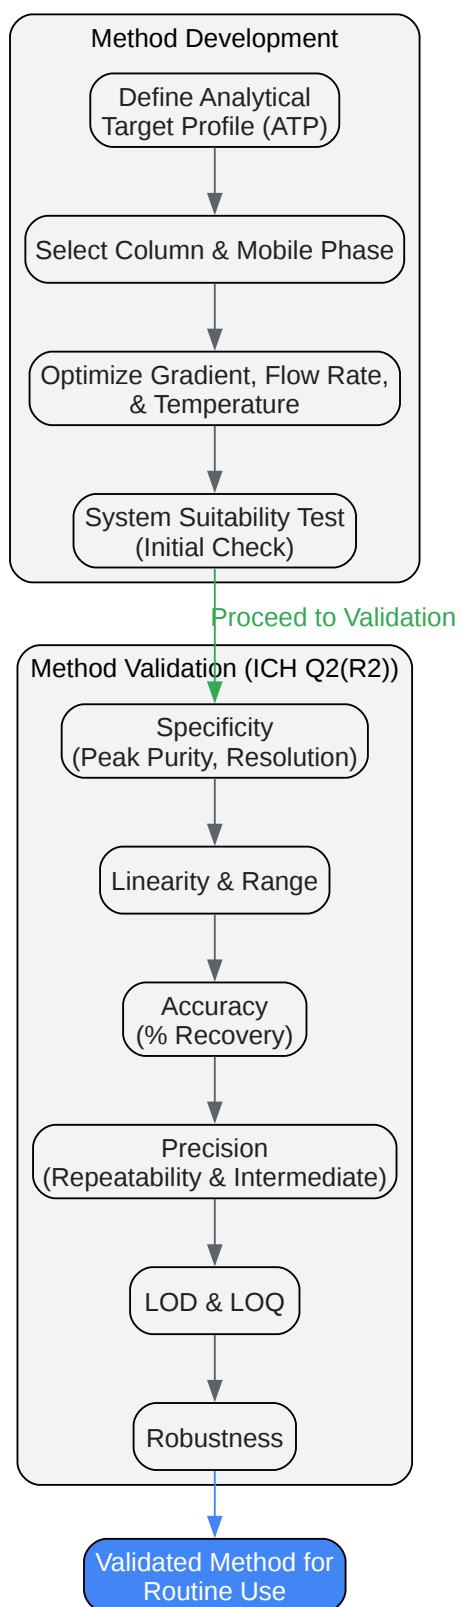 Method Development
Define Analytical
Target Profile (ATP)
Select Column & Mobile Phase
Optimize Gradient, Flow Rate,
& Temperature
System Suitability Test
(Initial Check)
Proceed to Validation
Method Validation (ICH Q2(R2))
Specificity
(Peak Purity, Resolution)
Linearity & Range
Accuracy
(% Recovery)
Precision
(Repeatability & Intermediate)
LOD & LOQ
Robustness
Validated Method for
Routine Use